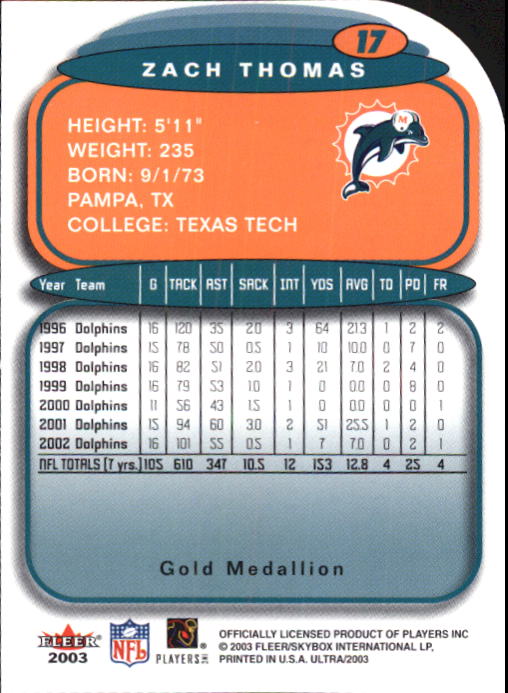 17
ZACH THOMAS
HEIGHT: 5'11"
WEIGHT: 235
BORN: 9/1/73
PAMPA, TX
COLLEGE: TEXAS TECH
M
Year Team G TACK AST SACK INT YDS AVG TD PD FR
1996 Dolphins 16 120 35 2.0 3 64 21.3 1 2 2
1997 Dolphins 15 78 50 0.5 1 10 10.0 0 7 0
1998 Dolphins 16 82 51 2.0 3 21 7.0 2 4 0
1999 Dolphins 16 79 53 1.0 1 0 0.0 0 8 0
2000 Dolphins 11 56 43 1.5 1 0 0.0 0 0 1
2001 Dolphins 15 94 60 3.0 2 51 25.5 1 2 0
2002 Dolphins 16 101 55 0.5 1 7 7.0 0 2 1
NFL TOTALS (7 yrs.) 105 610 347 10.5 12 153 12.8 4 25 4
Gold Medallion
FLEER
2003
NFL
PLAYERS INC
®
OFFICIALLY LICENSED PRODUCT OF PLAYERS INC
© 2003 FLEER/SKYBOX INTERNATIONAL LP.
PRINTED IN U.S.A. ULTRA/2003